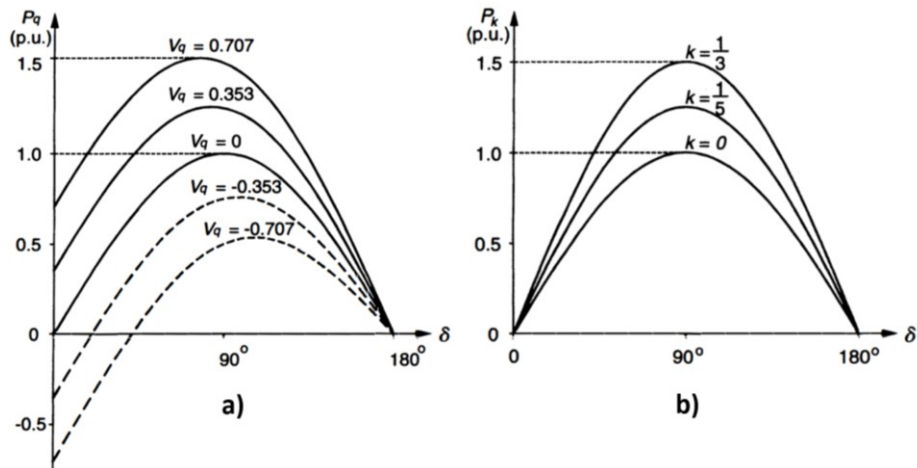 Pq
(p.u.)
1.5
1.0
0.5
0
-0.5
Vq = 0.707
Vq = 0.353
Vq = 0
Vq = -0.353
Vq = -0.707
90°
180°
δ
a)
Pk
(p.u.)
1.5
1.0
0.5
0
k = 1/3
k = 1/5
k = 0
0
90°
180°
δ
b)